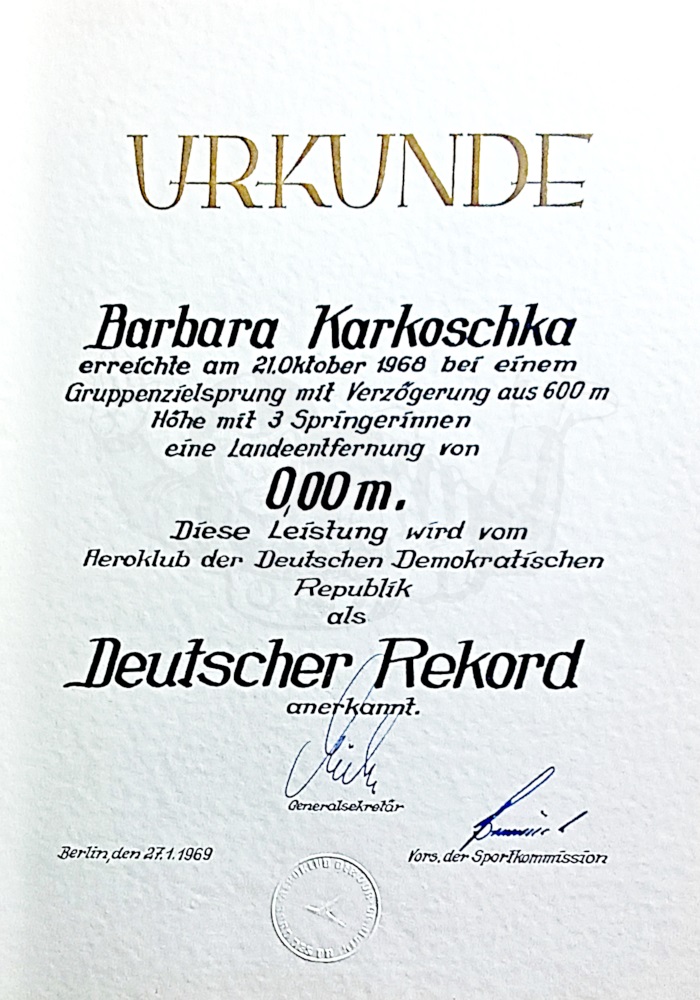 URKUNDE
Barbara Karkoschka
erreichte am 21.Oktober 1968 bei einem
Gruppenzielsprung mit Verzögerung aus 600 m
Höhe mit 3 Springerinnen
eine Landeentfernung von
0,00 m.
Diese Leistung wird vom
Aeroklub der Deutschen Demokratischen
Republik
als
Deutscher Rekord
anerkannt.
Generalsekretär
Berlin, den 27.1.1969
Vors. der Sportkommission